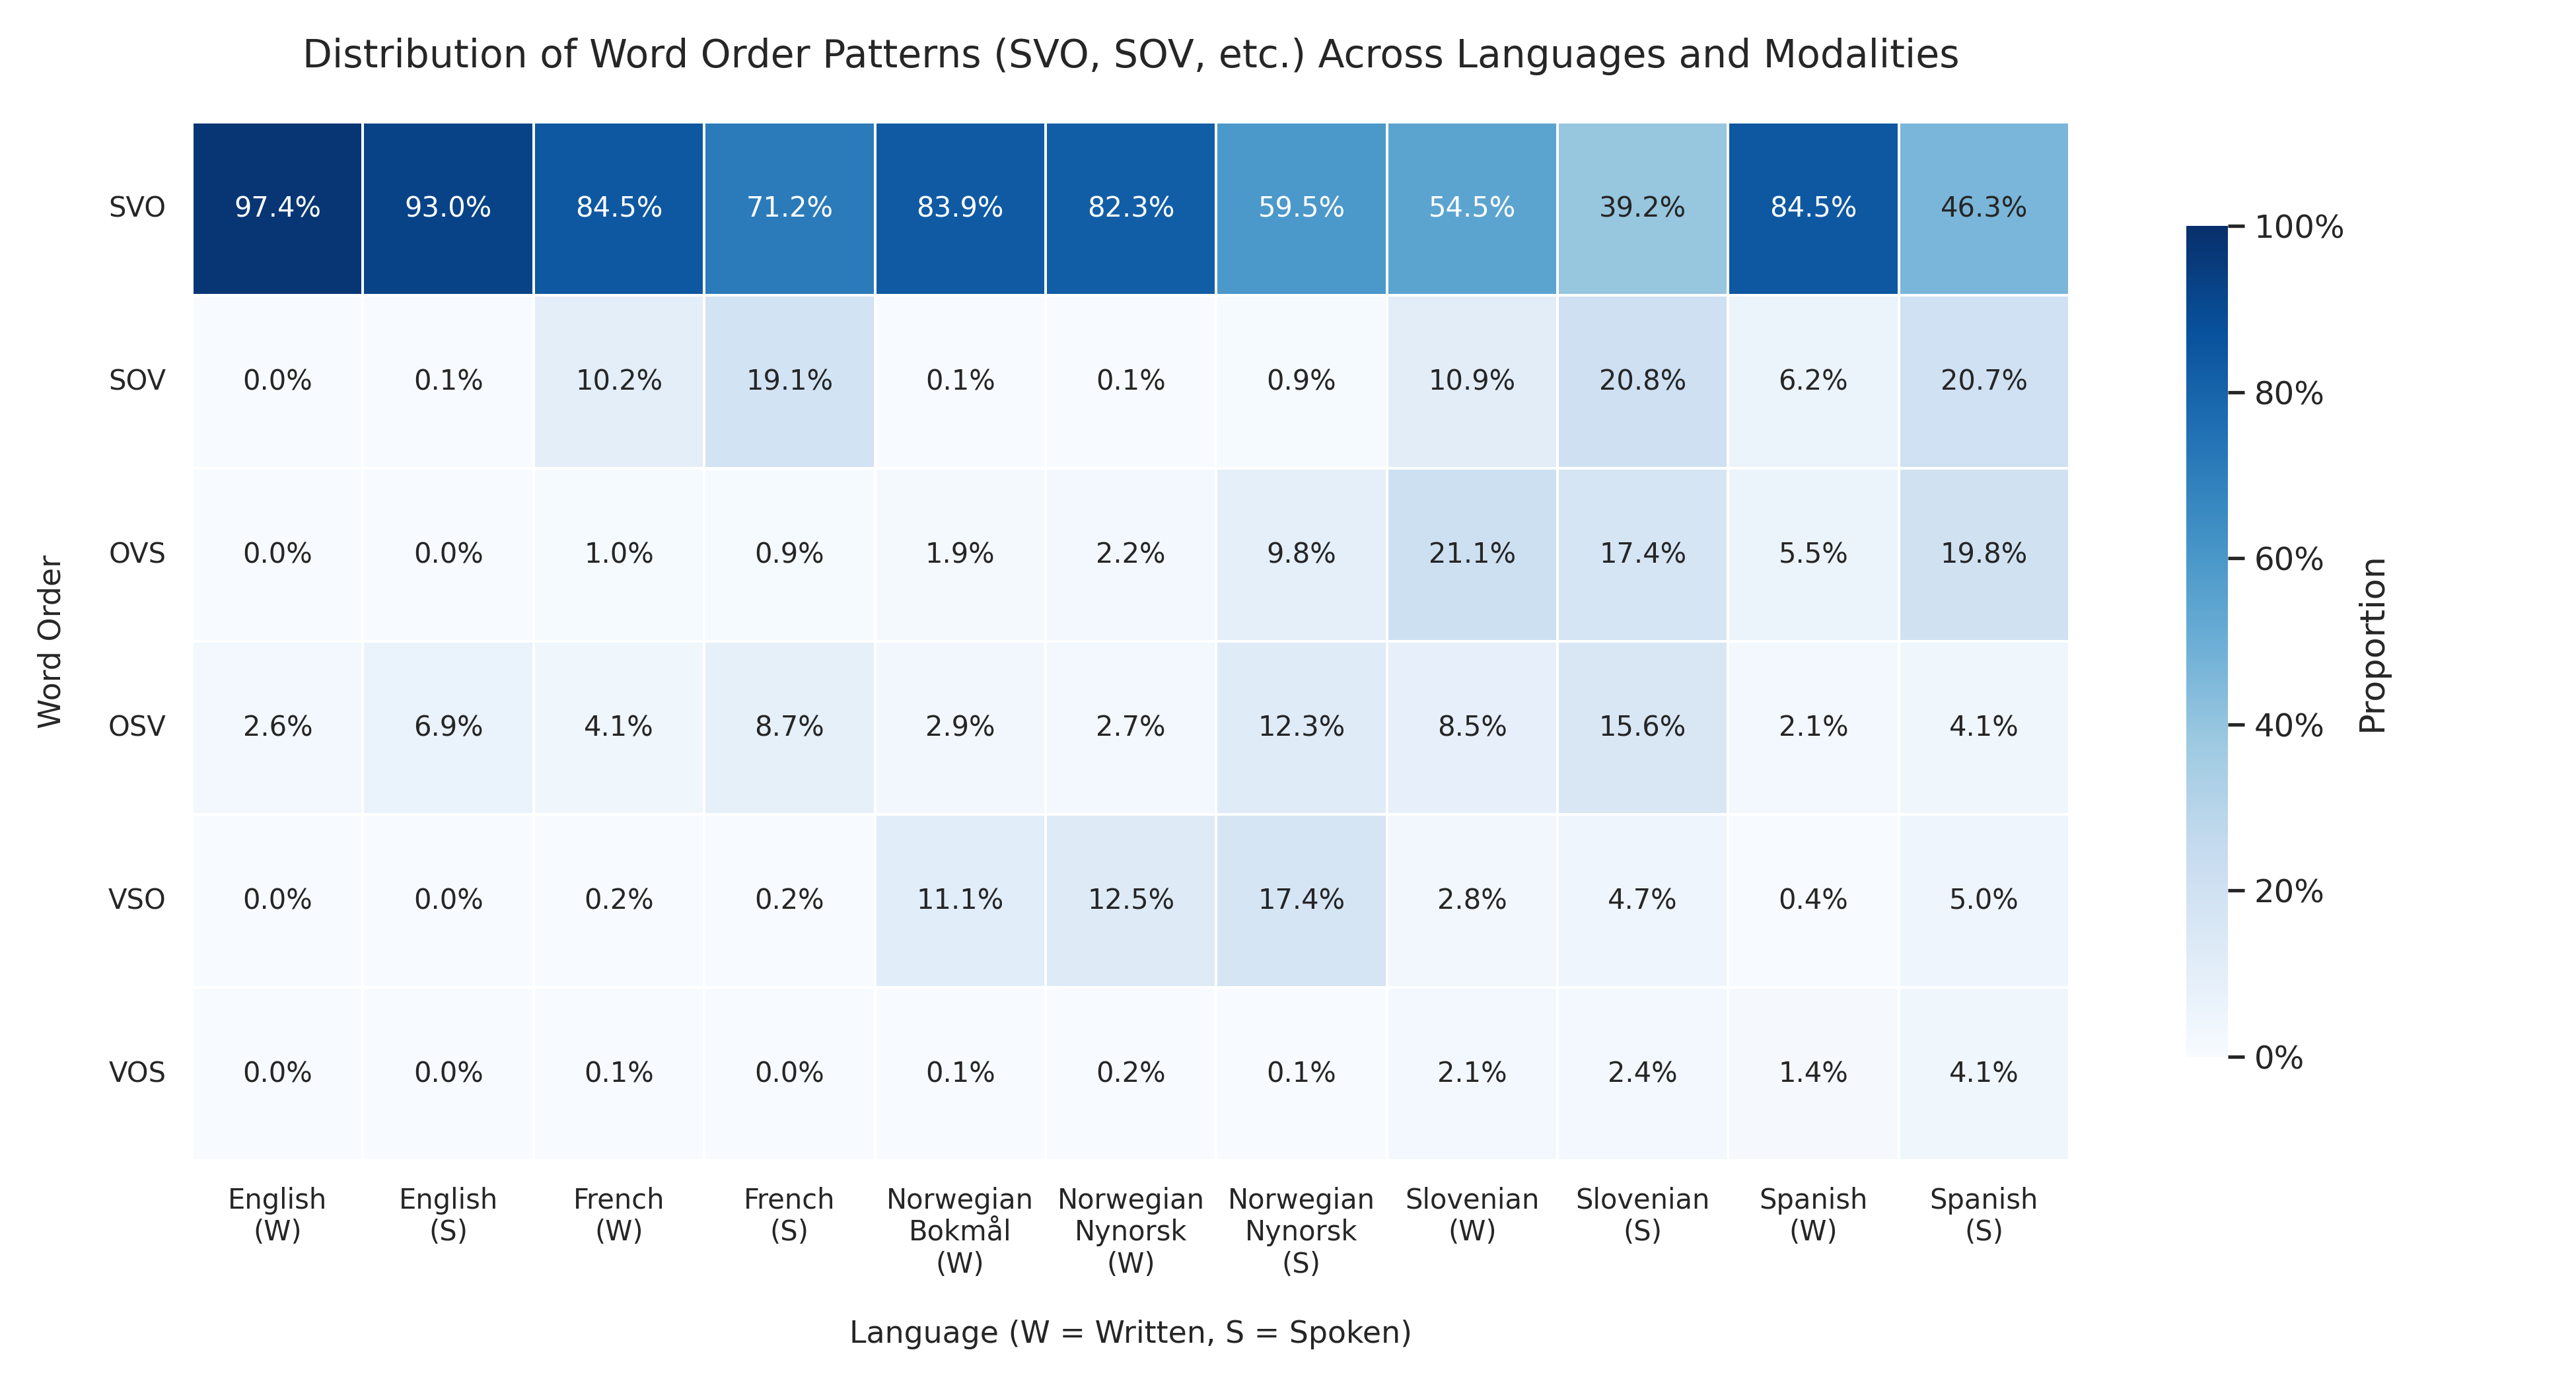 Distribution of Word Order Patterns (SVO, SOV, etc.) Across Languages and Modalities
SVO 97.4% 93.0% 84.5% 71.2% 83.9% 82.3% 59.5% 54.5% 39.2% 84.5% 46.3%
SOV 0.0% 0.1% 10.2% 19.1% 0.1% 0.1% 0.9% 10.9% 20.8% 6.2% 20.7%
OVS 0.0% 0.0% 1.0% 0.9% 1.9% 2.2% 9.8% 21.1% 17.4% 5.5% 19.8%
OSV 2.6% 6.9% 4.1% 8.7% 2.9% 2.7% 12.3% 8.5% 15.6% 2.1% 4.1%
VSO 0.0% 0.0% 0.2% 0.2% 11.1% 12.5% 17.4% 2.8% 4.7% 0.4% 5.0%
VOS 0.0% 0.0% 0.1% 0.0% 0.1% 0.2% 0.1% 2.1% 2.4% 1.4% 4.1%
Word Order
English
(W)
English
(S)
French
(W)
French
(S)
Norwegian
Bokmål
(W)
Norwegian
Nynorsk
(W)
Norwegian
Nynorsk
(S)
Slovenian
(W)
Slovenian
(S)
Spanish
(W)
Spanish
(S)
Language (W = Written, S = Spoken)
100%
80%
60%
40%
20%
0%
Proportion